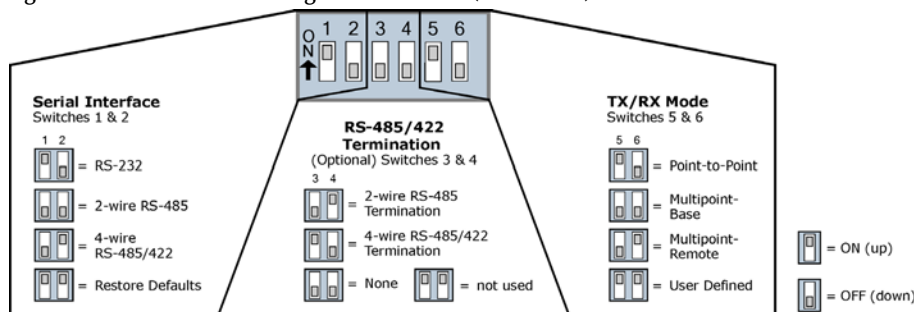 O
N
1 2 3 4 5 6
Serial Interface
Switches 1 & 2
1 2
= RS-232
= 2-wire RS-485
= 4-wire
RS-485/422
= Restore Defaults
RS-485/422
Termination
(Optional) Switches 3 & 4
3 4
= 2-wire RS-485
Termination
= 4-wire RS-485/422
Termination
= None
= not used
TX/RX Mode
Switches 5 & 6
5 6
= Point-to-Point
= Multipoint-
Base
= Multipoint-
Remote
= User Defined
= ON (up)
= OFF (down)